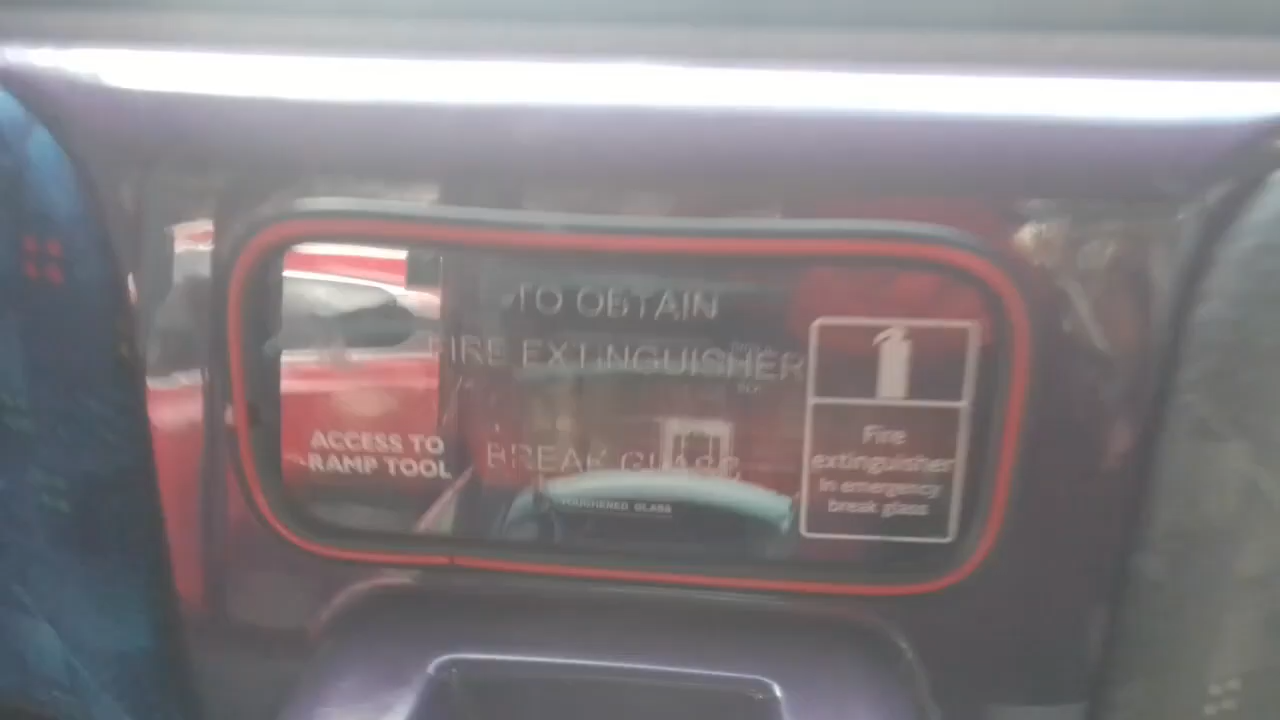 TO OBTAIN
FIRE EXTINGUISHER
BREAK GLASS
TOUGHENED GLASS
ACCESS TO
RAMP TOOL
Fire
extinguisher
In emergency
break glass